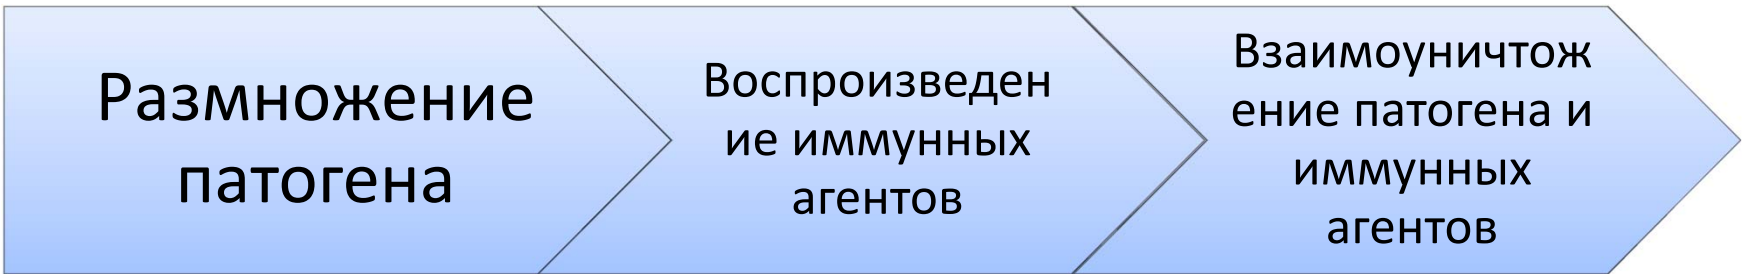 Размножение
патогена
Воспроизведен
ие иммунных
агентов
Взаимоуничтож
ение патогена и
иммунных
агентов